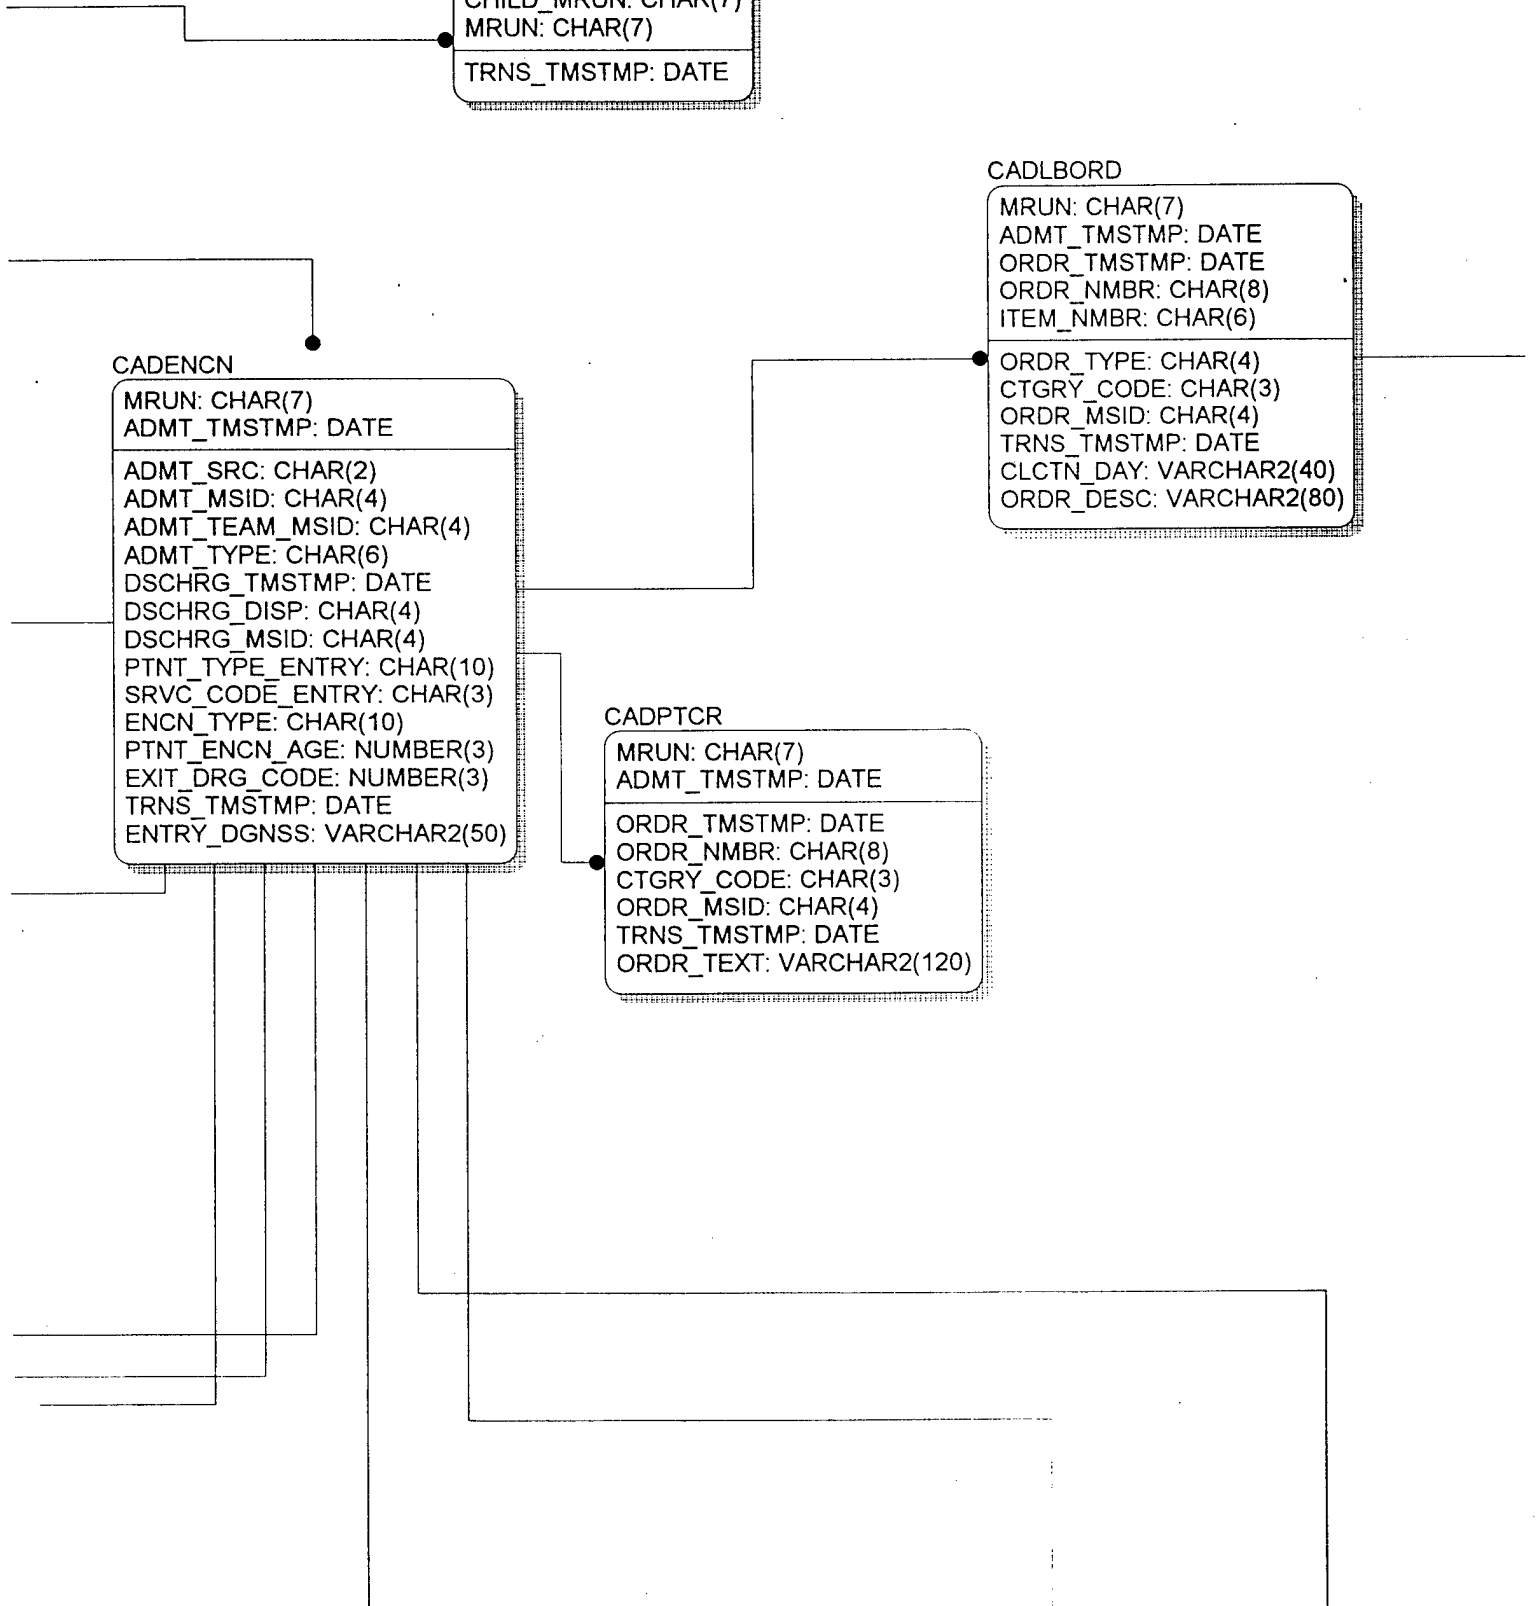 CHILD_MRUN: CHAR(7)
MRUN: CHAR(7)
TRNS_TMSTMP: DATE
CADLBORD
MRUN: CHAR(7)
ADMT_TMSTMP: DATE
ORDR_TMSTMP: DATE
ORDR_NMBR: CHAR(8)
ITEM_NMBR: CHAR(6)
ORDR_TYPE: CHAR(4)
CTGRY_CODE: CHAR(3)
ORDR_MSID: CHAR(4)
TRNS_TMSTMP: DATE
CLCTN_DAY: VARCHAR2(40)
ORDR_DESC: VARCHAR2(80)
CADENCN
MRUN: CHAR(7)
ADMT_TMSTMP: DATE
ADMT_SRC: CHAR(2)
ADMT_MSID: CHAR(4)
ADMT_TEAM_MSID: CHAR(4)
ADMT_TYPE: CHAR(6)
DSCHRG_TMSTMP: DATE
DSCHRG_DISP: CHAR(4)
DSCHRG_MSID: CHAR(4)
PTNT_TYPE_ENTRY: CHAR(10)
SRVC_CODE_ENTRY: CHAR(3)
ENCN_TYPE: CHAR(10)
PTNT_ENCN_AGE: NUMBER(3)
EXIT_DRG_CODE: NUMBER(3)
TRNS_TMSTMP: DATE
ENTRY_DGNSS: VARCHAR2(50)
CADPTCR
MRUN: CHAR(7)
ADMT_TMSTMP: DATE
ORDR_TMSTMP: DATE
ORDR_NMBR: CHAR(8)
CTGRY_CODE: CHAR(3)
ORDR_MSID: CHAR(4)
TRNS_TMSTMP: DATE
ORDR_TEXT: VARCHAR2(120)